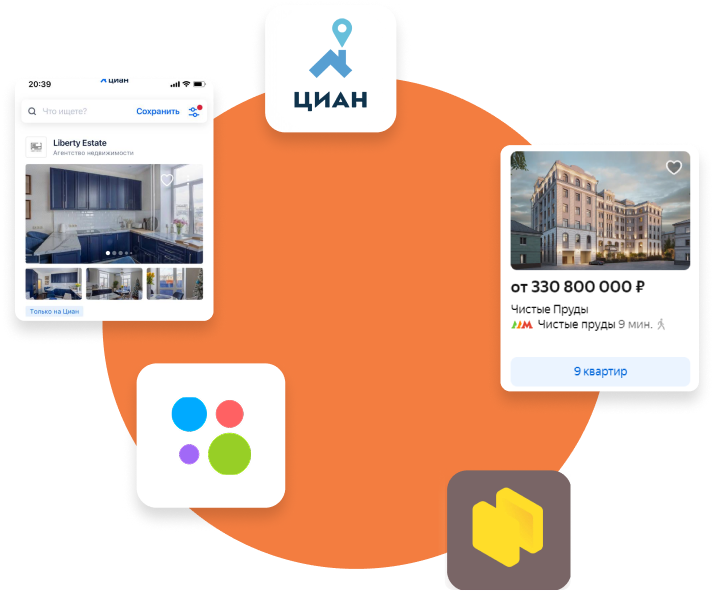 ЦИАН
20:39
циан
Что ищете?
Сохранить
Liberty Estate
Агентство недвижимости
Только на Циан
от 330 800 000 ₽
Чистые Пруды
Чистые пруды 9 мин.
9 квартир